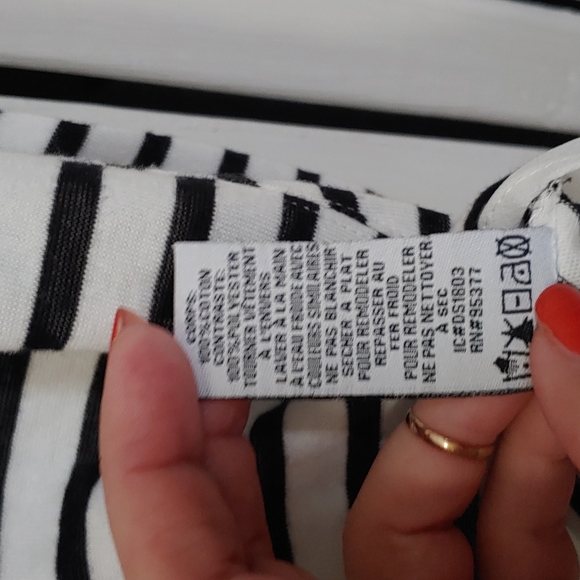 CORPS:
100% COTON
CONTRASTE:
100% POLYESTER
TOURNER VÊTEMENT
À L'ENVERS
LAVER À LA MAIN
À L'EAU FROIDE AVEC
COULEURS SIMILAIRES
NE PAS BLANCHIR
SECHER A PLAT
POUR REMODELER
REPASSER AU
FER FROID
POUR REMODELER
NE PAS NETTOYER
À SEC
IC#DS1803
RN#95377